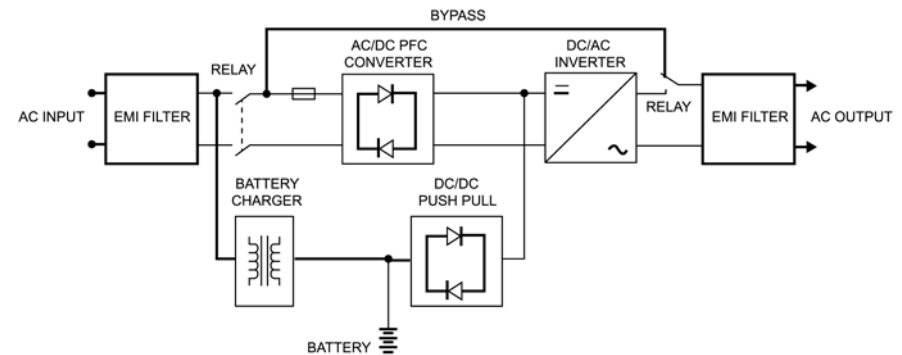 BYPASS
AC/DC PFC
CONVERTER
DC/AC
INVERTER
RELAY
RELAY
AC INPUT
EMI FILTER
EMI FILTER
AC OUTPUT
BATTERY
CHARGER
DC/DC
PUSH PULL
BATTERY